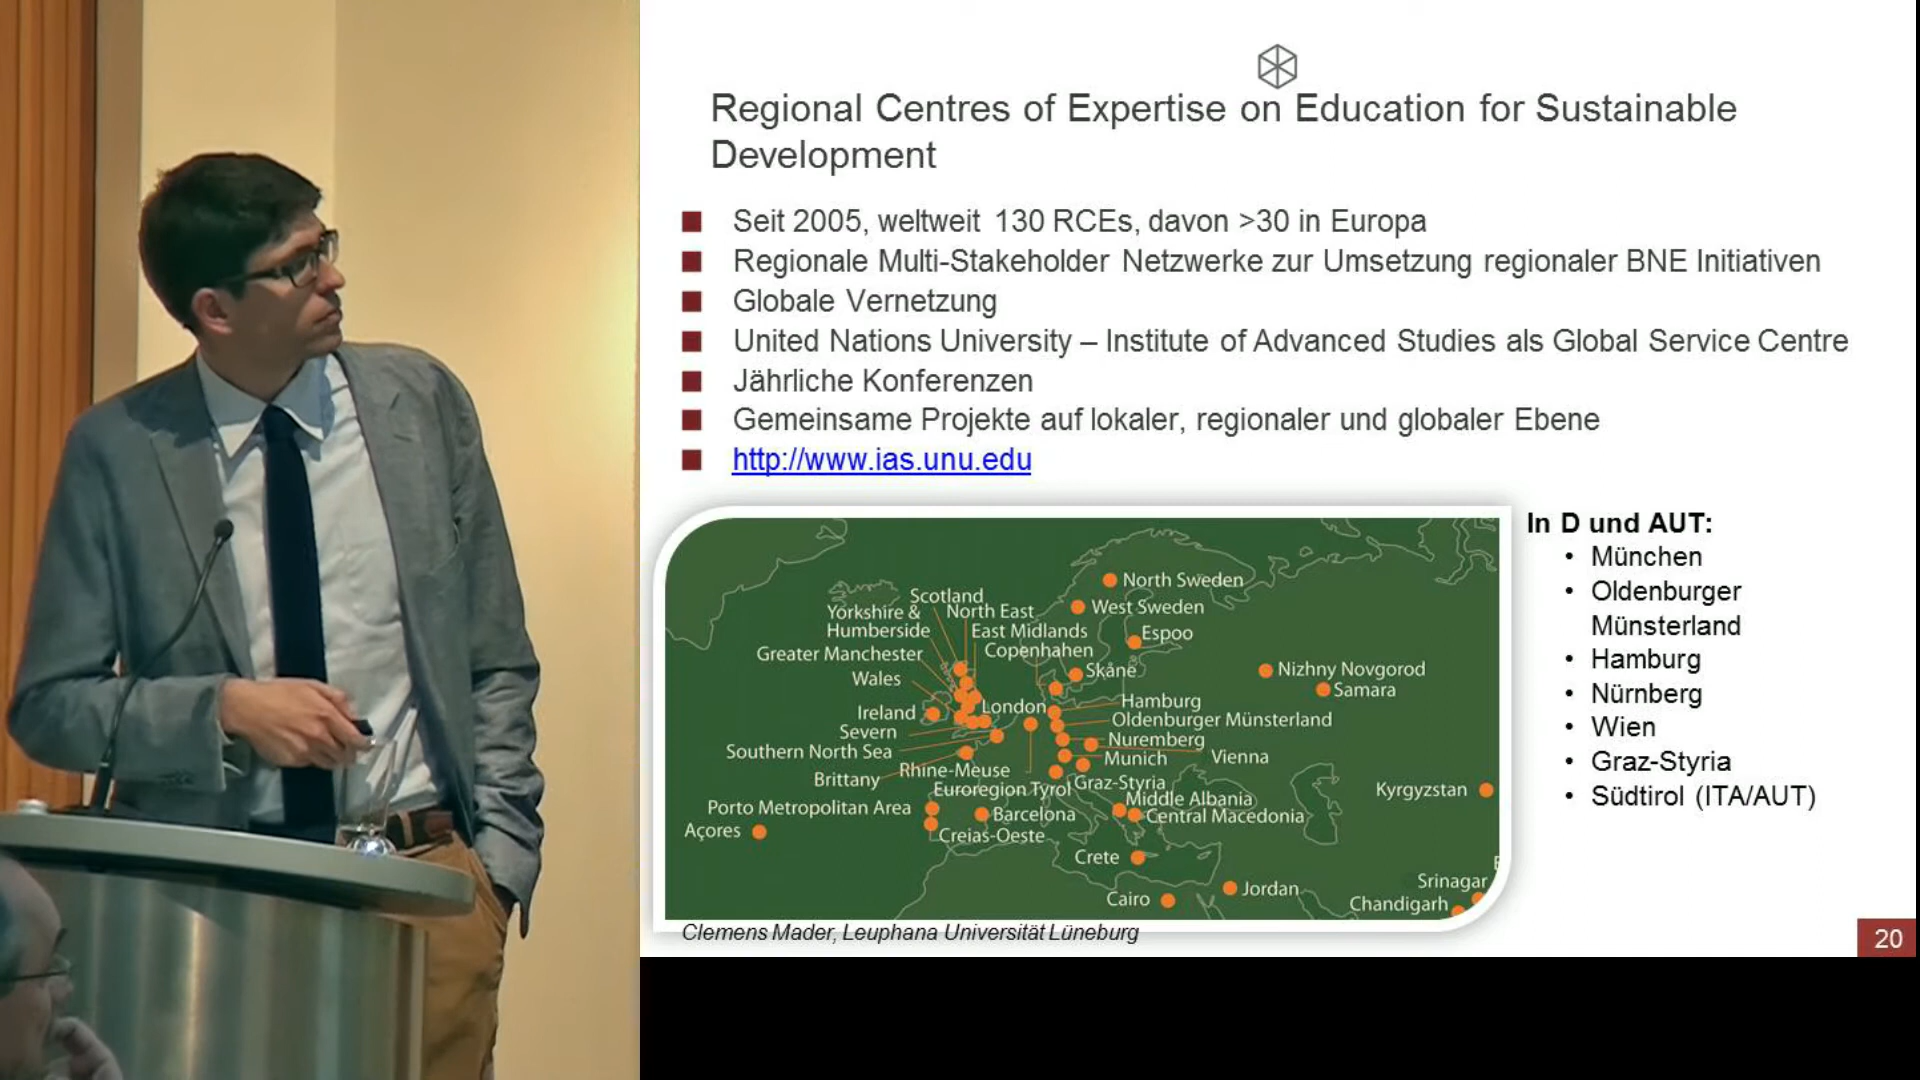 Regional Centres of Expertise on Education for Sustainable
Development
Seit 2005, weltweit 130 RCEs, davon >30 in Europa
Regionale Multi-Stakeholder Netzwerke zur Umsetzung regionaler BNE Initiativen
Globale Vernetzung
United Nations University – Institute of Advanced Studies als Global Service Centre
Jährliche Konferenzen
Gemeinsame Projekte auf lokaler, regionaler und globaler Ebene
http://www.ias.unu.edu
North Sweden
Scotland
Yorkshire &
Humberside
North East
West Sweden
East Midlands
Espoo
Copenhahen
Greater Manchester
Skåne
Nizhny Novgorod
Wales
Samara
Ireland
London
Hamburg
Severn
Oldenburger Münsterland
Southern North Sea
Nuremberg
Munich
Vienna
Brittany
Rhine-Meuse
Graz-Styria
Euroregion Tyrol
Kyrgyzstan
Porto Metropolitan Area
Middle Albania
Barcelona
Central Macedonia
Açores
Creias-Oeste
Crete
Srinagar
Jordan
Cairo
Chandigarh
In D und AUT:
• München
• Oldenburger
Münsterland
• Hamburg
• Nürnberg
• Wien
• Graz-Styria
• Südtirol (ITA/AUT)
Clemens Mader, Leuphana Universität Lüneburg
20